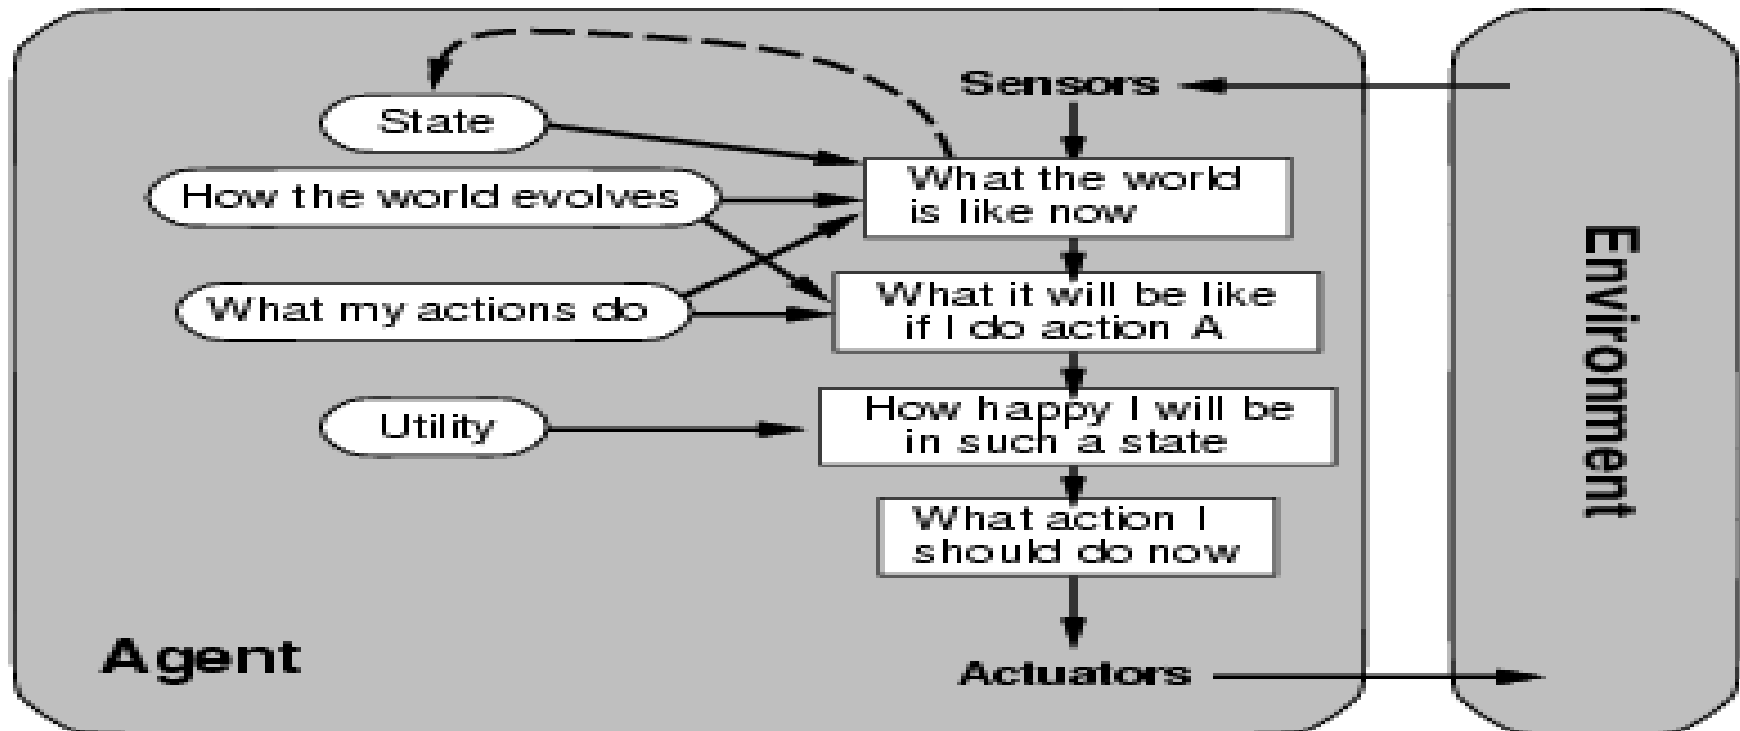 Sensors
State
What the world
is like now
How the world evolves
What it will be like
if I do action A
What my actions do
How happy I will be
in such a state
Utility
What action I
should do now
Agent
Actuators
Environment